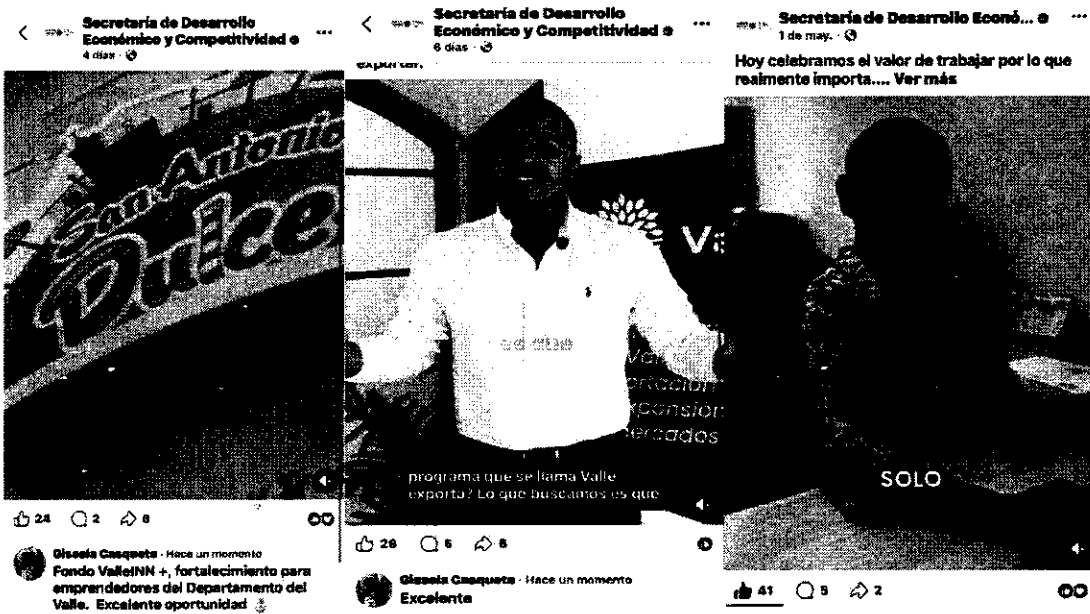 Secretaría de Desarrollo
Económico y Competitividad
4 días
San Antonio
Dulce
24 2 8
Gissela Casqueta · Hace un momento
Fondo ValleINN +, fortalecimiento para
emprendedores del Departamento del
Valle. Excelente oportunidad
Secretaría de Desarrollo
Económico y Competitividad
6 días
exportar.
programa que se llama Valle
exporta? Lo que buscamos es que
28 6 6
Gissela Casqueta · Hace un momento
Excelente
Secretaría de Desarrollo Econó...
1 de may.
Hoy celebramos el valor de trabajar por lo que
realmente importa.... Ver más
SOLO
41 5 2